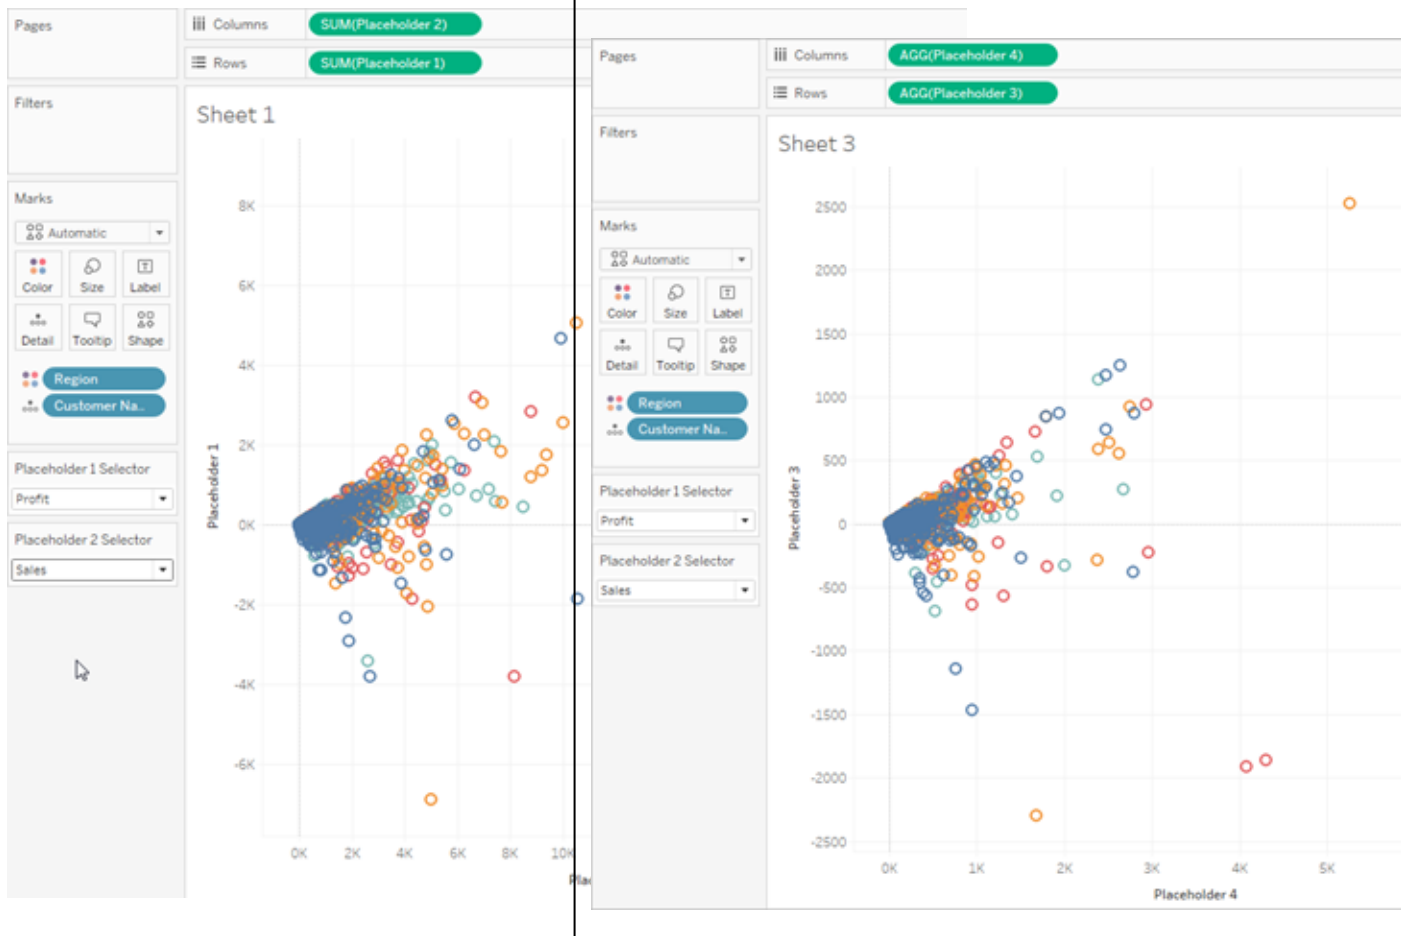 Pages
Columns
SUM(Placeholder 2)
Rows
SUM(Placeholder 1)
Filters
Sheet 1
Marks
Automatic
Color
Size
Label
Detail
Tooltip
Shape
Region
Customer Na..
Placeholder 1 Selector
Profit
Placeholder 2 Selector
Sales
Placeholder 1
8K
6K
4K
2K
0K
-2K
-4K
-6K
0K 2K 4K 6K 8K 10K
Plac
Pages
Columns
AGG(Placeholder 4)
Rows
AGG(Placeholder 3)
Filters
Sheet 3
Marks
Automatic
Color
Size
Label
Detail
Tooltip
Shape
Region
Customer Na..
Placeholder 1 Selector
Profit
Placeholder 2 Selector
Sales
Placeholder 3
2500
2000
1500
1000
500
0
-500
-1000
-1500
-2000
-2500
0K 1K 2K 3K 4K 5K
Placeholder 4